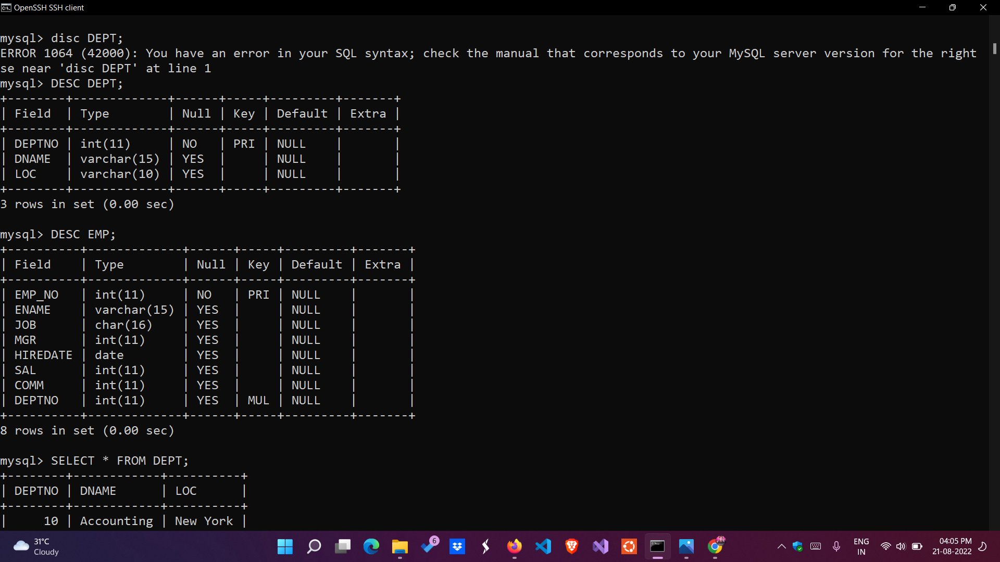 OpenSSH SSH client
mysql> disc DEPT;
ERROR 1064 (42000): You have an error in your SQL syntax; check the manual that corresponds to your MySQL server version for the right
se near 'disc DEPT' at line 1
mysql> DESC DEPT;
+--------+-------------+------+-----+---------+-------+
| Field  | Type        | Null | Key | Default | Extra |
+--------+-------------+------+-----+---------+-------+
| DEPTNO | int(11)     | NO   | PRI | NULL    |       |
| DNAME  | varchar(15) | YES  |     | NULL    |       |
| LOC    | varchar(10) | YES  |     | NULL    |       |
+--------+-------------+------+-----+---------+-------+
3 rows in set (0.00 sec)
mysql> DESC EMP;
+----------+-------------+------+-----+---------+-------+
| Field    | Type        | Null | Key | Default | Extra |
+----------+-------------+------+-----+---------+-------+
| EMP_NO   | int(11)     | NO   | PRI | NULL    |       |
| ENAME    | varchar(15) | YES  |     | NULL    |       |
| JOB      | char(16)    | YES  |     | NULL    |       |
| MGR      | int(11)     | YES  |     | NULL    |       |
| HIREDATE | date        | YES  |     | NULL    |       |
| SAL      | int(11)     | YES  |     | NULL    |       |
| COMM     | int(11)     | YES  |     | NULL    |       |
| DEPTNO   | int(11)     | YES  | MUL | NULL    |       |
+----------+-------------+------+-----+---------+-------+
8 rows in set (0.00 sec)
mysql> SELECT * FROM DEPT;
+--------+------------+----------+
| DEPTNO | DNAME      | LOC      |
+--------+------------+----------+
|     10 | Accounting | New York |
31°C
Cloudy
6
ENG
IN
04:05 PM
21-08-2022